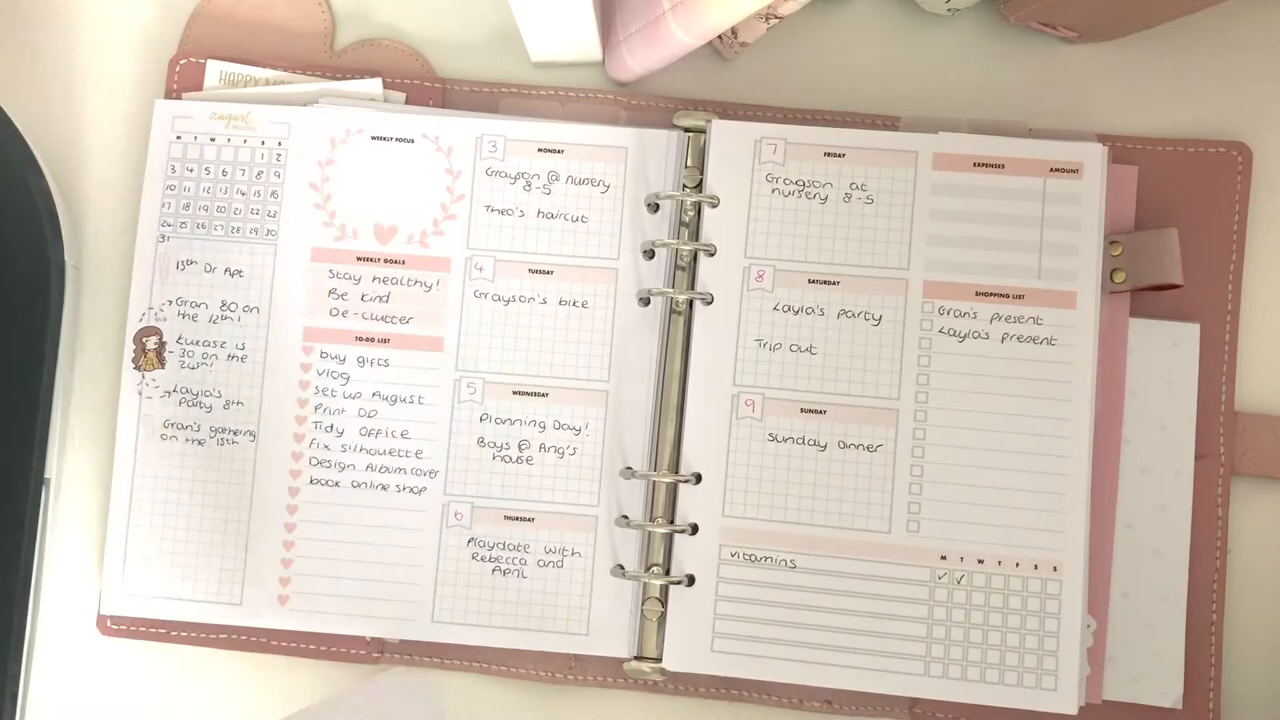 HAPPY
august
M T W T F S S
1 2
3 4 5 6 7 8 9
10 11 12 13 14 15 16
17 18 19 20 21 22 23
24 25 26 27 28 29 30
31
13th Dr Apt
Gran 80 on
the 12th!
Lukasz is
30 on the
24th!
Layla's
Party 8th
Gran's gathering
on the 15th
WEEKLY FOCUS
WEEKLY GOALS
Stay healthy!
Be kind
De-clutter
TO-DO LIST
buy gifts
vlog
set up August
Print DD
Tidy Office
Fix silhouette
Design Album cover
book online shop
3
MONDAY
Grayson @ nursery
8-5
Theo's haircut
4
TUESDAY
Grayson's bike
5
WEDNESDAY
Planning Day!
Boys @ Ang's
house
6
THURSDAY
Playdate with
Rebecca and
April
7
FRIDAY
Grayson at
nursery 8-5
8
SATURDAY
Layla's party
Trip out
9
SUNDAY
Sunday Dinner
EXPENSES AMOUNT
SHOPPING LIST
Gran's present
Layla's present
M T W T F S S
vitamins ✓ ✓